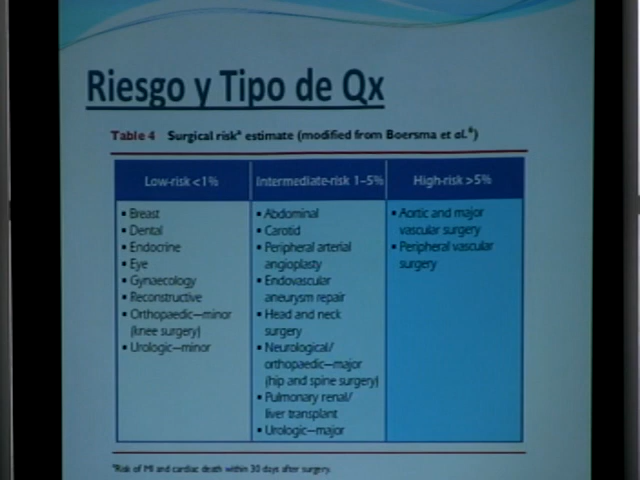 Riesgo y Tipo de Qx
Table 4 Surgical riskª estimate (modified from Boersma et al.⁶)
Low-risk <1%
Intermediate-risk 1–5%
High-risk >5%
• Breast
• Dental
• Endocrine
• Eye
• Gynaecology
• Reconstructive
• Orthopaedic—minor
(knee surgery)
• Urologic—minor
• Abdominal
• Carotid
• Peripheral arterial
angioplasty
• Endovascular
aneurysm repair
• Head and neck
surgery
• Neurological/
orthopaedic—major
(hip and spine surgery)
• Pulmonary renal/
liver transplant
• Urologic—major
• Aortic and major
vascular surgery
• Peripheral vascular
surgery
ªRisk of MI and cardiac death within 30 days after surgery.